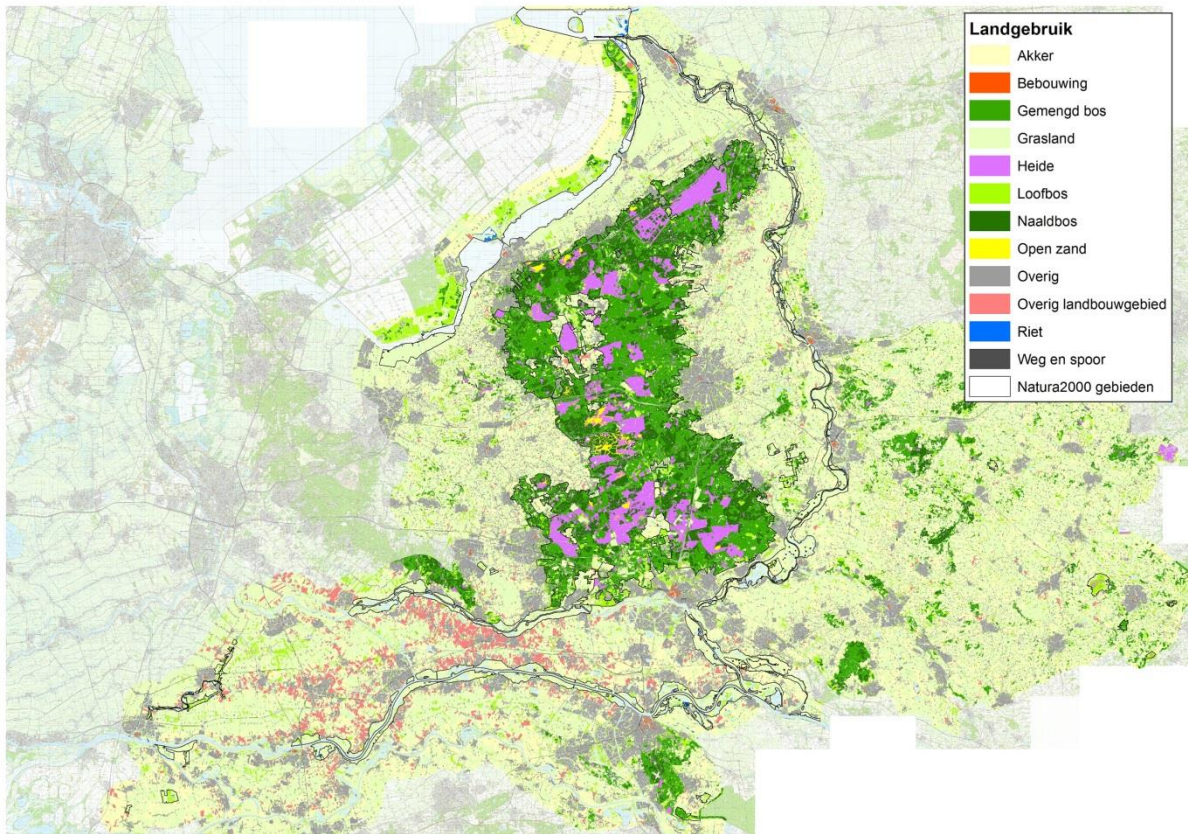 Landgebruik
Akker
Bebouwing
Gemengd bos
Grasland
Heide
Loofbos
Naaldbos
Open zand
Overig
Overig landbouwgebied
Riet
Weg en spoor
Natura2000 gebieden